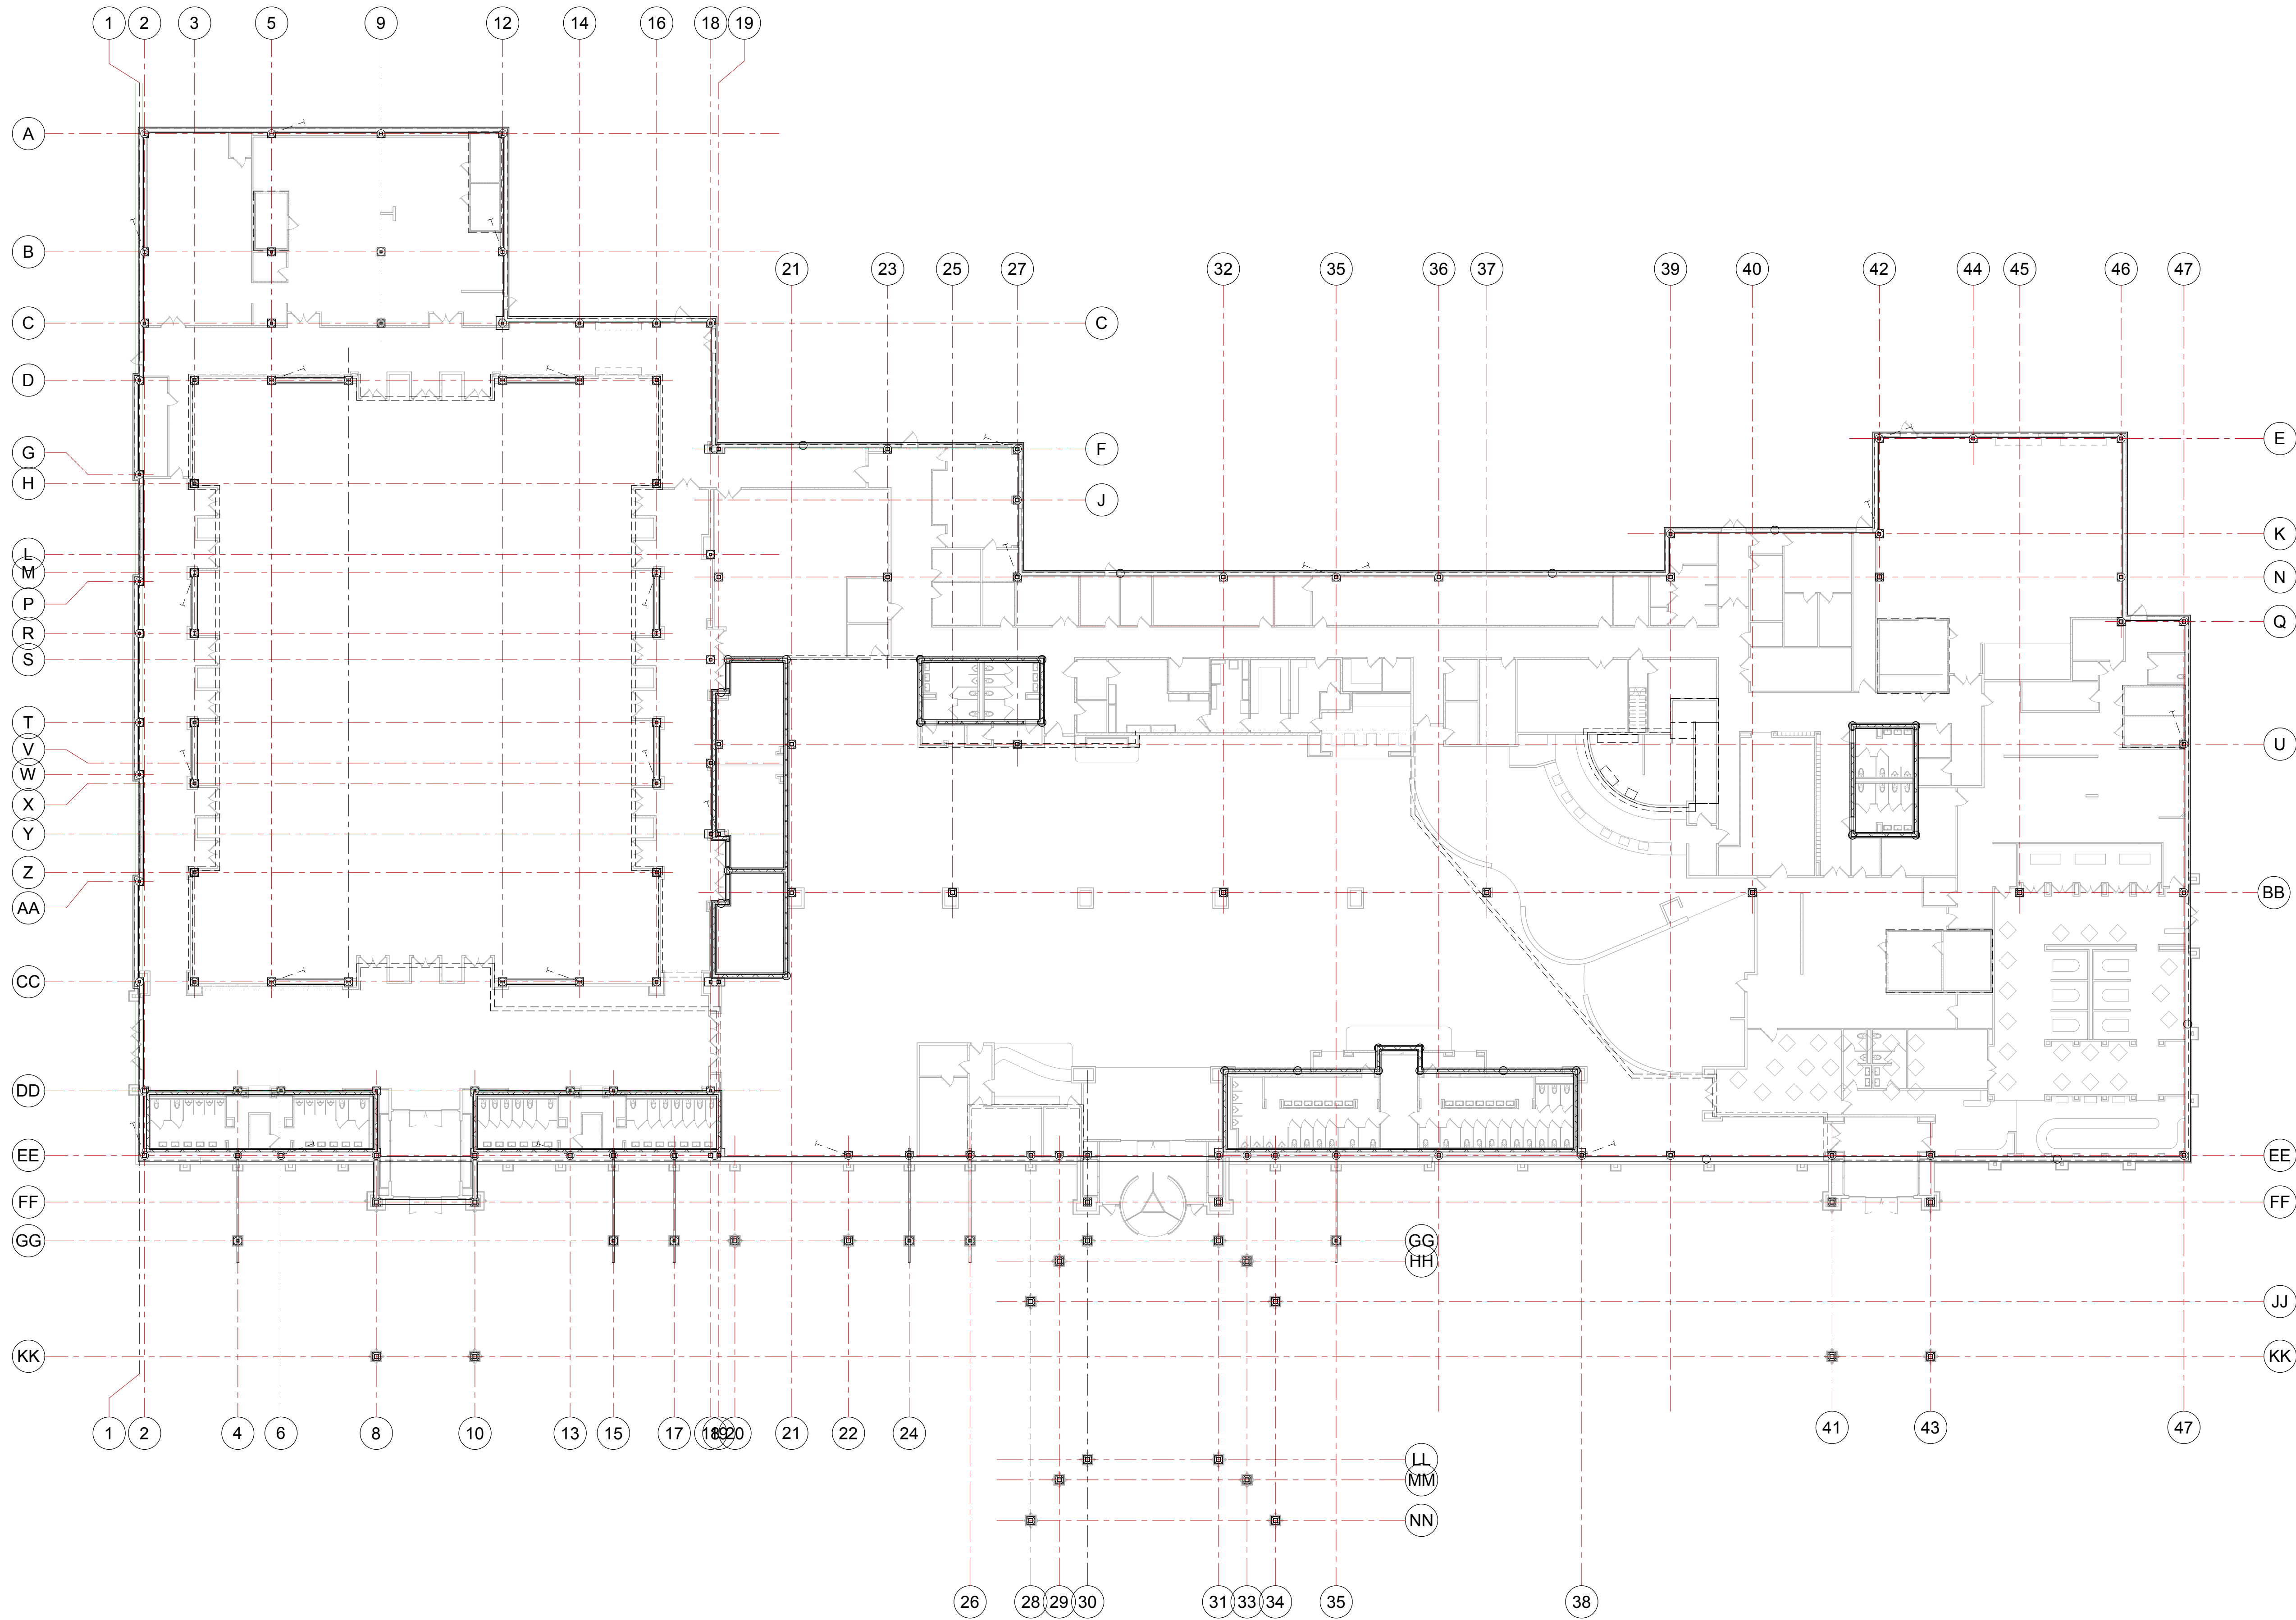 1 2 3 5 9 12 14 16 18 19
A
B
21 23 25 27 32 35 36 37 39 40 42 44 45 46 47
C C
D
E
G F
H
J
K
L
M N
P
R Q
S
T
V U
W
X
Y
Z
AA BB
CC
DD
EE EE
FF FF
GG GG
HH
JJ
KK KK
1 2 4 6 8 10 13 15 17 18 19 20 21 22 24 41 43 47
LL
MM
NN
26 28 29 30 31 33 34 35 38